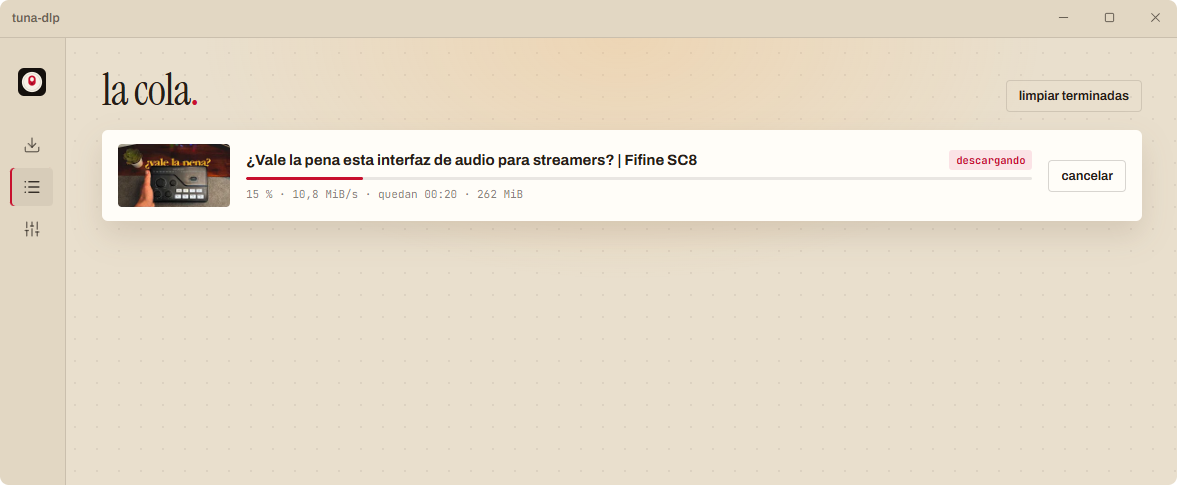 tuna-dlp
la cola.
limpiar terminadas
¿vale la pena?
¿Vale la pena esta interfaz de audio para streamers? | Fifine SC8
descargando
cancelar
15 % · 10,8 MiB/s · quedan 00:20 · 262 MiB